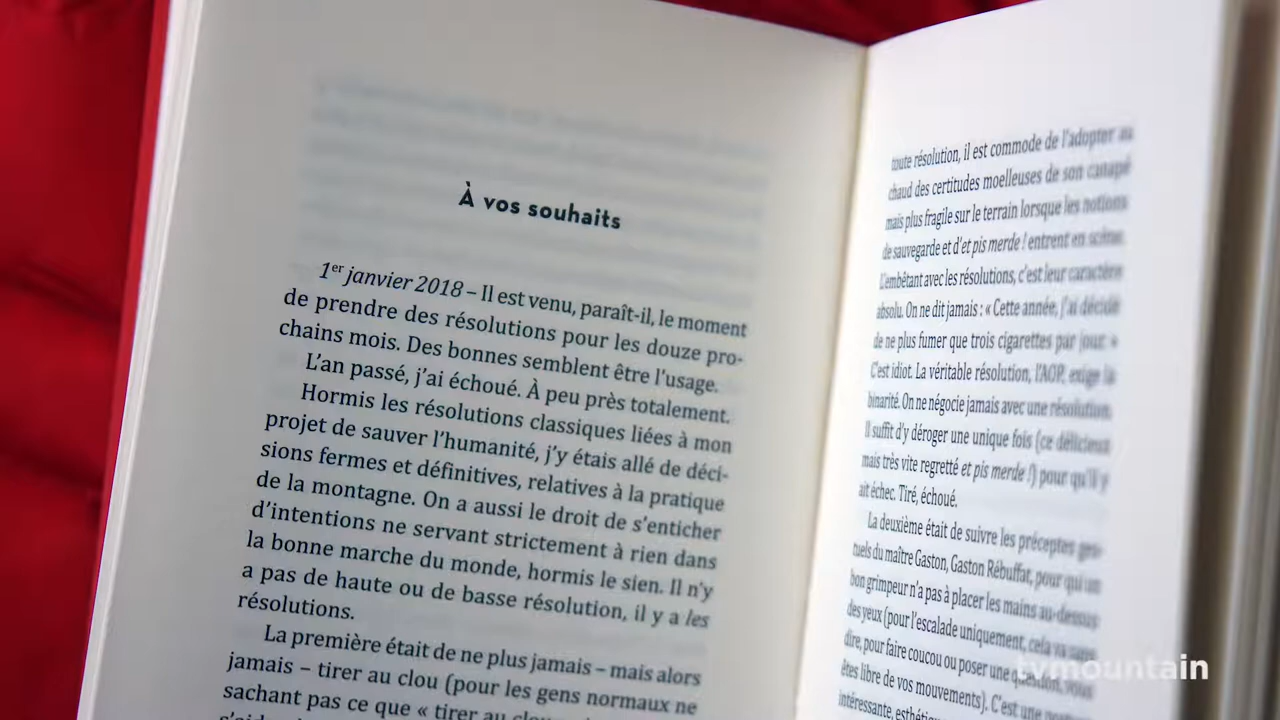 À vos souhaits
1er janvier 2018 – Il est venu, paraît-il, le moment
de prendre des résolutions pour les douze pro-
chains mois. Des bonnes semblent être l’usage.
L’an passé, j’ai échoué. À peu près totalement.
Hormis les résolutions classiques liées à mon
projet de sauver l’humanité, j’y étais allé de déci-
sions fermes et définitives, relatives à la pratique
de la montagne. On a aussi le droit de s’enticher
d’intentions ne servant strictement à rien dans
la bonne marche du monde, hormis le sien. Il n’y
a pas de haute ou de basse résolution, il y a les
résolutions.
La première était de ne plus jamais – mais alors
jamais – tirer au clou (pour les gens normaux ne
sachant pas ce que « tirer au clou
toute résolution, il est commode de l’adopter au
chaud des certitudes moelleuses de son canapé
mais plus fragile sur le terrain lorsque les notions
de sauvegarde et d’et pis merde ! entrent en scène.
L’embêtant avec les résolutions, c’est leur caractère
absolu. On ne dit jamais : « Cette année, j’ai décidé
de ne plus fumer que trois cigarettes par jour. »
C’est idiot. La véritable résolution, l’AOP, exige la
binarité. On ne négocie jamais avec une résolution.
Il suffit d’y déroger une unique fois (ce délicieux
mais très vite regretté et pis merde !) pour qu’il y
ait échec. Tiré, échoué.
La deuxième était de suivre les préceptes ges-
tuels du maître Gaston, Gaston Rébuffat, pour qui un
bon grimpeur n’a pas à placer les mains au-dessus
des yeux (pour l’escalade uniquement, cela va sans
dire, pour faire coucou ou poser une question, vous
êtes libre de vos mouvements). C’est une
intéressante,
tvmountain